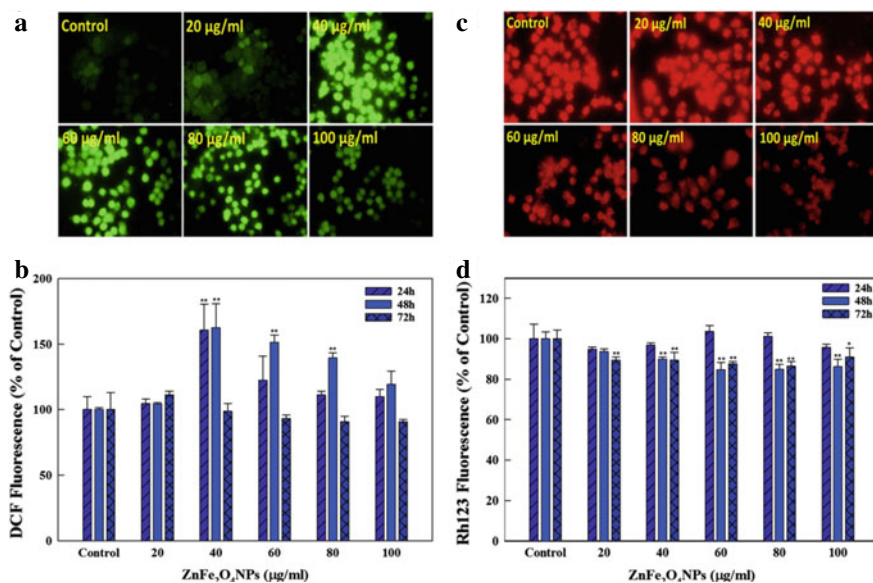 a
Control
20 µg/ml
40 µg/ml
60 µg/ml
80 µg/ml
100 µg/ml
c
Control
20 µg/ml
40 µg/ml
60 µg/ml
80 µg/ml
100 µg/ml
b
DCF Fluorescence (% of Control)
200
150
100
50
0
24h
48h
72h
**
**
**
**
Control
20
40
60
80
100
ZnFe₂O₄NPs (µg/ml)
d
Rh123 Fluorescence (% of Control)
120
100
80
60
40
20
0
24h
48h
72h
**
**
**
**
**
**
**
**
*
Control
20
40
60
80
100
ZnFe₂O₄NPs (µg/ml)